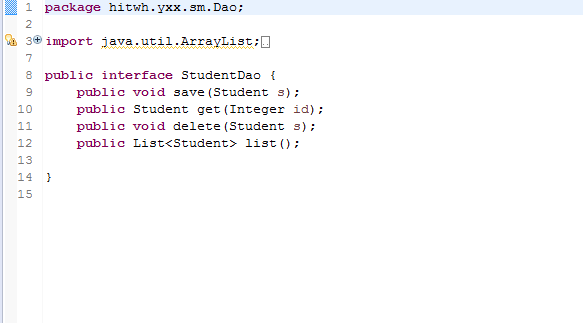 1 package hitwh.yxx.sm.Dao;
2
3 import java.util.ArrayList;
7
8 public interface StudentDao {
9 public void save(Student s);
10 public Student get(Integer id);
11 public void delete(Student s);
12 public List<Student> list();
13
14 }
15